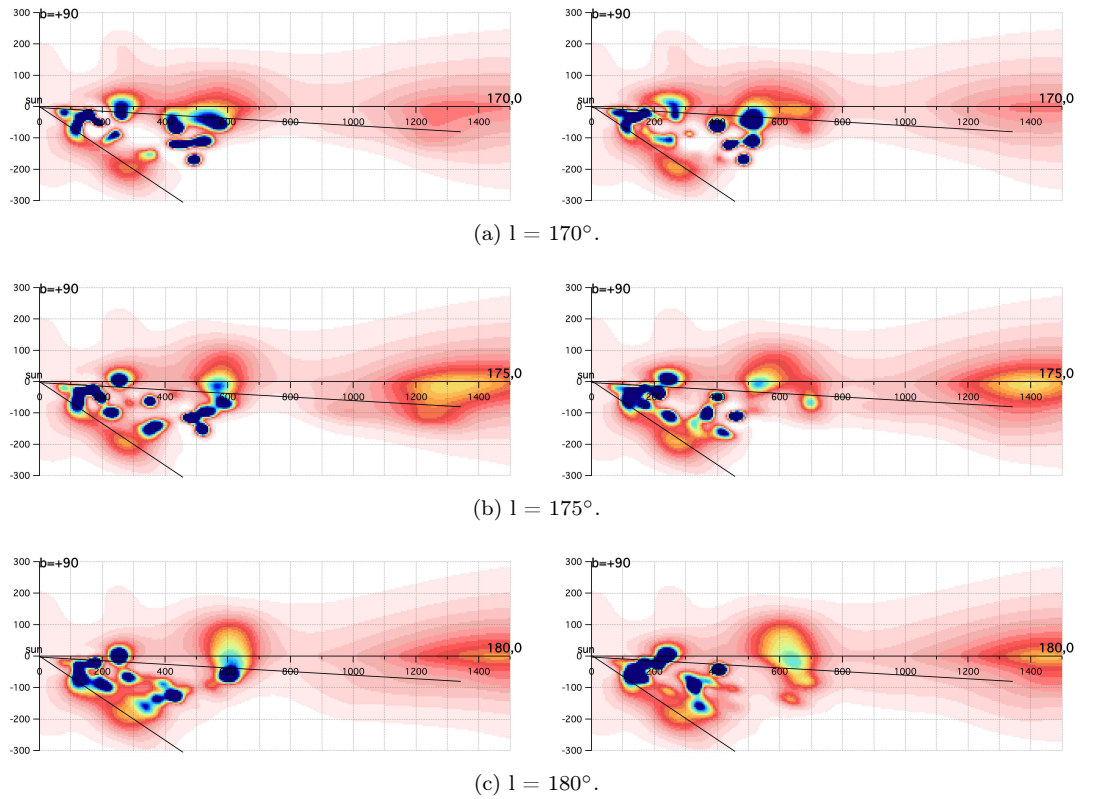 300 b=+90 300 b=+90
200 200
100 100
0 sun 170,0 0 sun 170,0
0 200 400 600 800 1000 1200 1400 0 200 400 600 800 1000 1200 1400
-100 -100
-200 -200
-300 -300
(a) l = 170°.
300 b=+90 300 b=+90
200 200
100 100
0 sun 175,0 0 sun 175,0
0 200 400 600 800 1000 1200 1400 0 200 400 600 800 1000 1200 1400
-100 -100
-200 -200
-300 -300
(b) l = 175°.
300 b=+90 300 b=+90
200 200
100 100
0 sun 180,0 0 sun 180,0
0 200 400 600 800 1000 1200 1400 0 200 400 600 800 1000 1200 1400
-100 -100
-200 -200
-300 -300
(c) l = 180°.